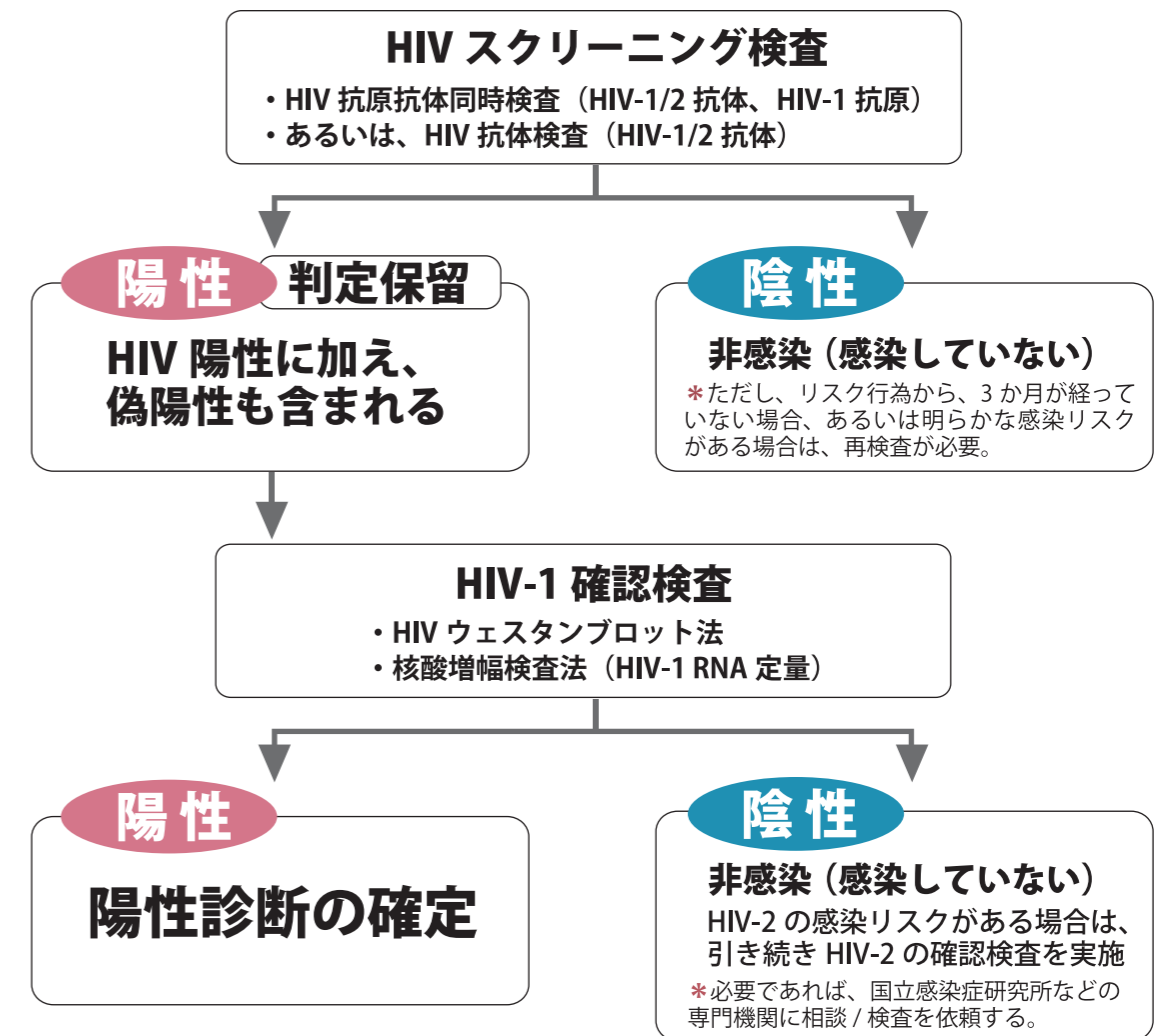 HIV スクリーニング検査
・HIV 抗原抗体同時検査（HIV-1/2 抗体、HIV-1 抗原）
・あるいは、HIV 抗体検査（HIV-1/2 抗体）
陽性 判定保留
HIV 陽性に加え、
偽陽性も含まれる
陰性
非感染（感染していない）
＊ただし、リスク行為から、3 か月が経って
いない場合、あるいは明らかな感染リスク
がある場合は、再検査が必要。
HIV-1 確認検査
・HIV ウェスタンブロット法
・核酸増幅検査法（HIV-1 RNA 定量）
陽性
陽性診断の確定
陰性
非感染（感染していない）
HIV-2 の感染リスクがある場合は、
引き続き HIV-2 の確認検査を実施
＊必要であれば、国立感染症研究所などの
専門機関に相談 / 検査を依頼する。